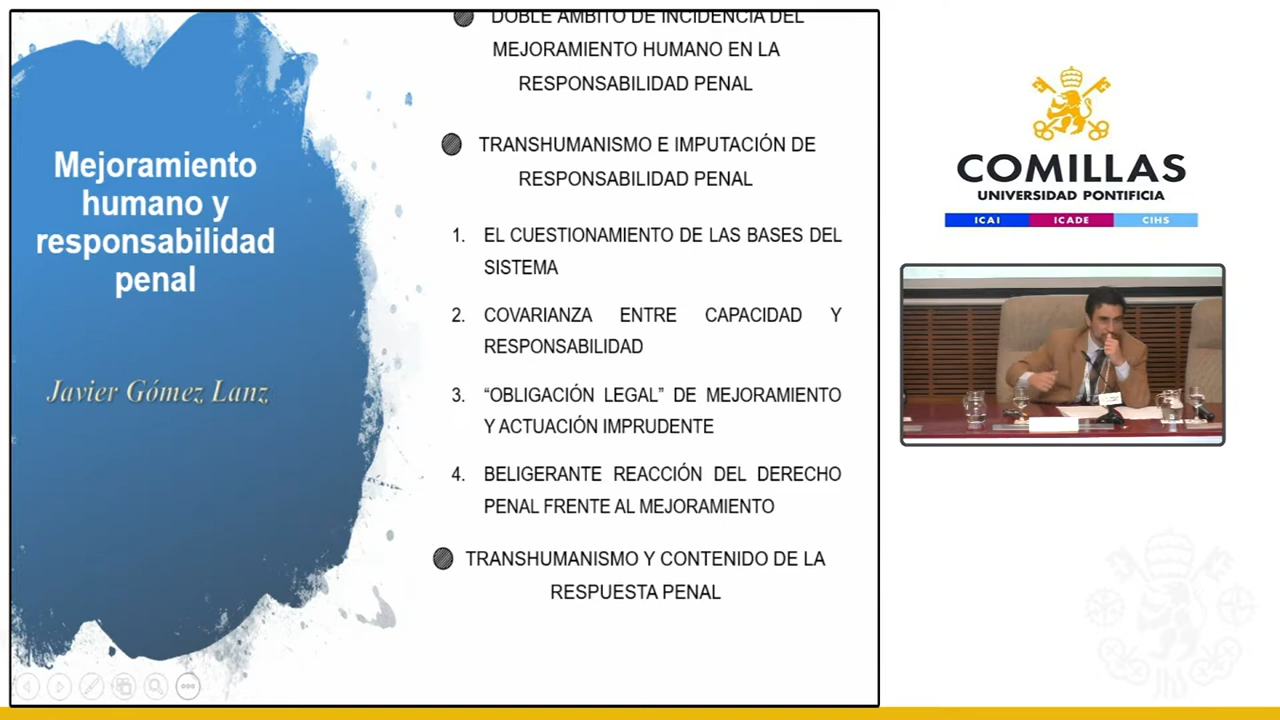 Mejoramiento
humano y
responsabilidad
penal
Javier Gómez Lanz
DOBLE ÁMBITO DE INCIDENCIA DEL
MEJORAMIENTO HUMANO EN LA
RESPONSABILIDAD PENAL
TRANSHUMANISMO E IMPUTACIÓN DE
RESPONSABILIDAD PENAL
1. EL CUESTIONAMIENTO DE LAS BASES DEL
SISTEMA
2. COVARIANZA ENTRE CAPACIDAD Y
RESPONSABILIDAD
3. “OBLIGACIÓN LEGAL” DE MEJORAMIENTO
Y ACTUACIÓN IMPRUDENTE
4. BELIGERANTE REACCIÓN DEL DERECHO
PENAL FRENTE AL MEJORAMIENTO
TRANSHUMANISMO Y CONTENIDO DE LA
RESPUESTA PENAL
COMILLAS
UNIVERSIDAD PONTIFICIA
ICAI ICADE CIHS